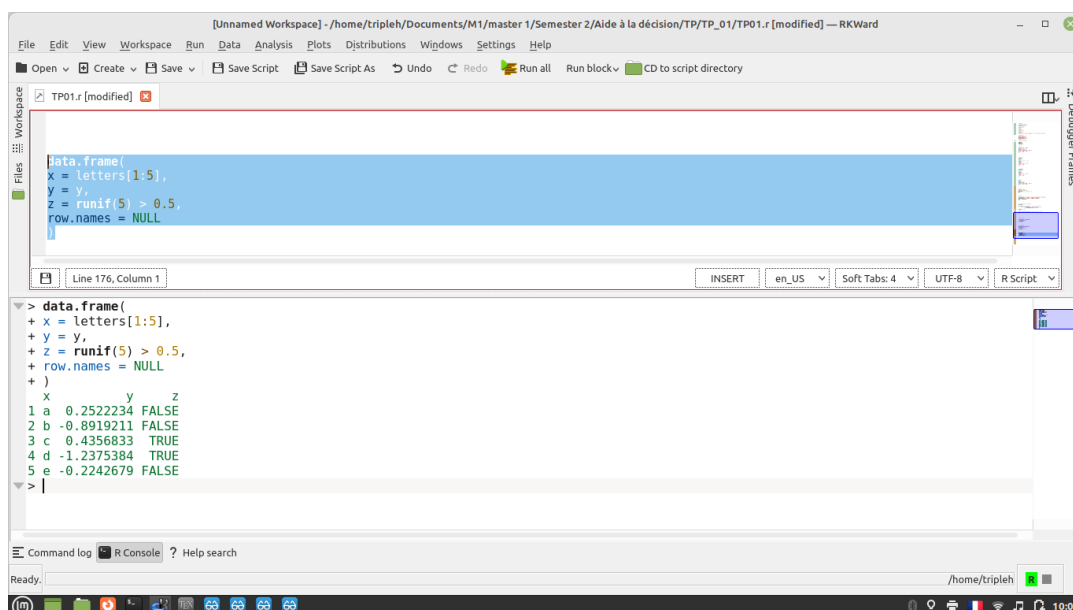 [Unnamed Workspace] - /home/tripleh/Documents/M1/master 1/Semester 2/Aide à la décision/TP/TP_01/TP01.r [modified] — RKWard
File Edit View Workspace Run Data Analysis Plots Distributions Windows Settings Help
Open Create Save Save Script Save Script As Undo Redo Run all Run block CD to script directory
Workspace
Files
TP01.r [modified]
Debugger Frames
data.frame(
x = letters[1:5],
y = y,
z = runif(5) > 0.5,
row.names = NULL
)
Line 176, Column 1 INSERT en_US Soft Tabs: 4 UTF-8 R Script
> data.frame(
+ x = letters[1:5],
+ y = y,
+ z = runif(5) > 0.5,
+ row.names = NULL
+ )
x y z
1 a 0.2522234 FALSE
2 b -0.8919211 FALSE
3 c 0.4356833 TRUE
4 d -1.2375384 TRUE
5 e -0.2242679 FALSE
>
Command log R Console ? Help search
Ready. /home/tripleh R